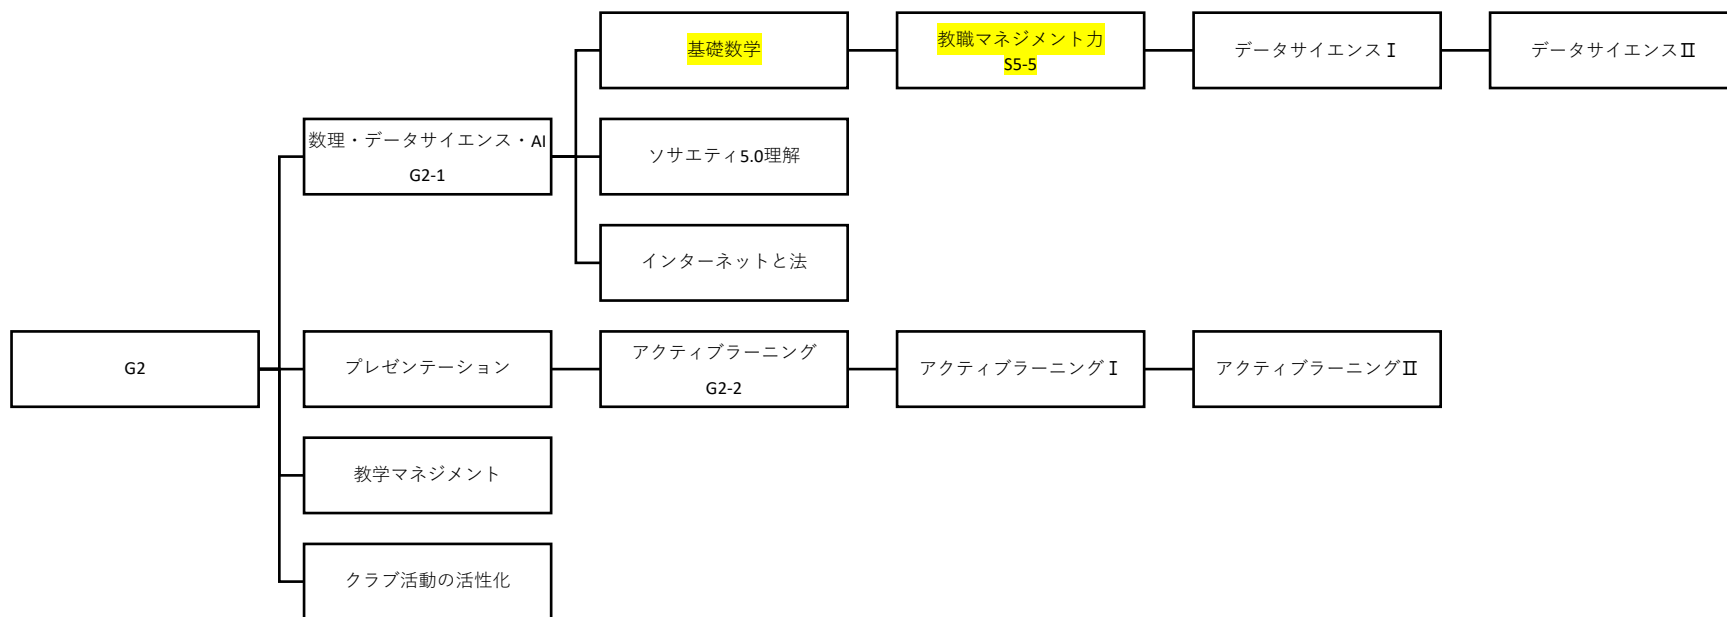 基礎数学
教職マネジメント力
S5-5
データサイエンスⅠ
データサイエンスⅡ
数理・データサイエンス・AI
G2-1
ソサエティ5.0理解
インターネットと法
G2
プレゼンテーション
アクティブラーニング
G2-2
アクティブラーニングⅠ
アクティブラーニングⅡ
教学マネジメント
クラブ活動の活性化